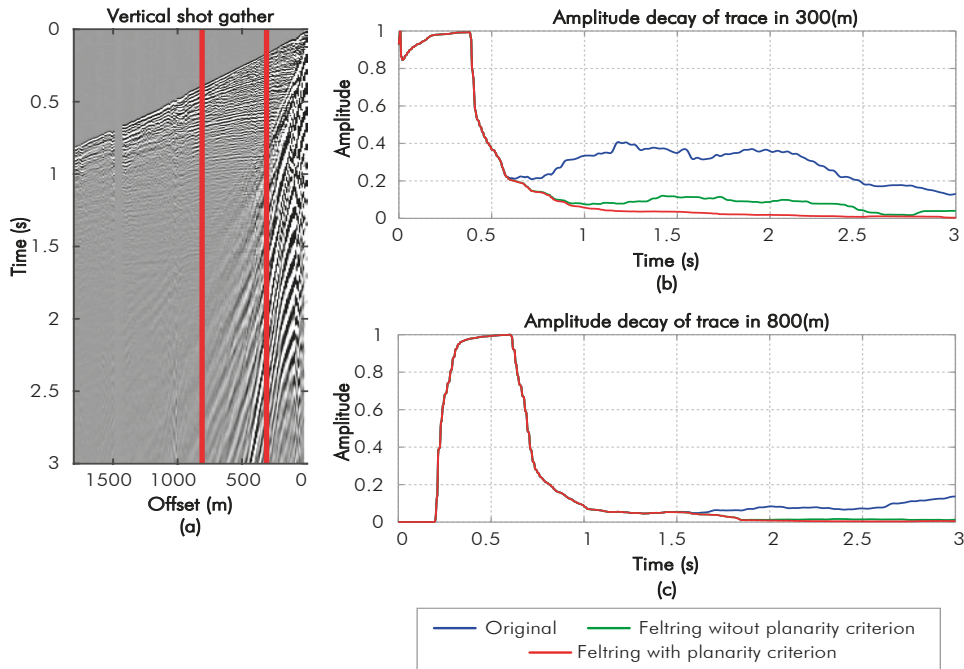 Vertical shot gather
0
0.5
1
1.5
2
2.5
3
Time (s)
1500 1000 500 0
Offset (m)
(a)
Amplitude decay of trace in 300(m)
1
0.8
0.6
0.4
0.2
0
Amplitude
0 0.5 1 1.5 2 2.5 3
Time (s)
(b)
Amplitude decay of trace in 800(m)
1
0.8
0.6
0.4
0.2
0
Amplitude
0 0.5 1 1.5 2 2.5 3
Time (s)
(c)
Original
Feltring witout planarity criterion
Feltring with planarity criterion